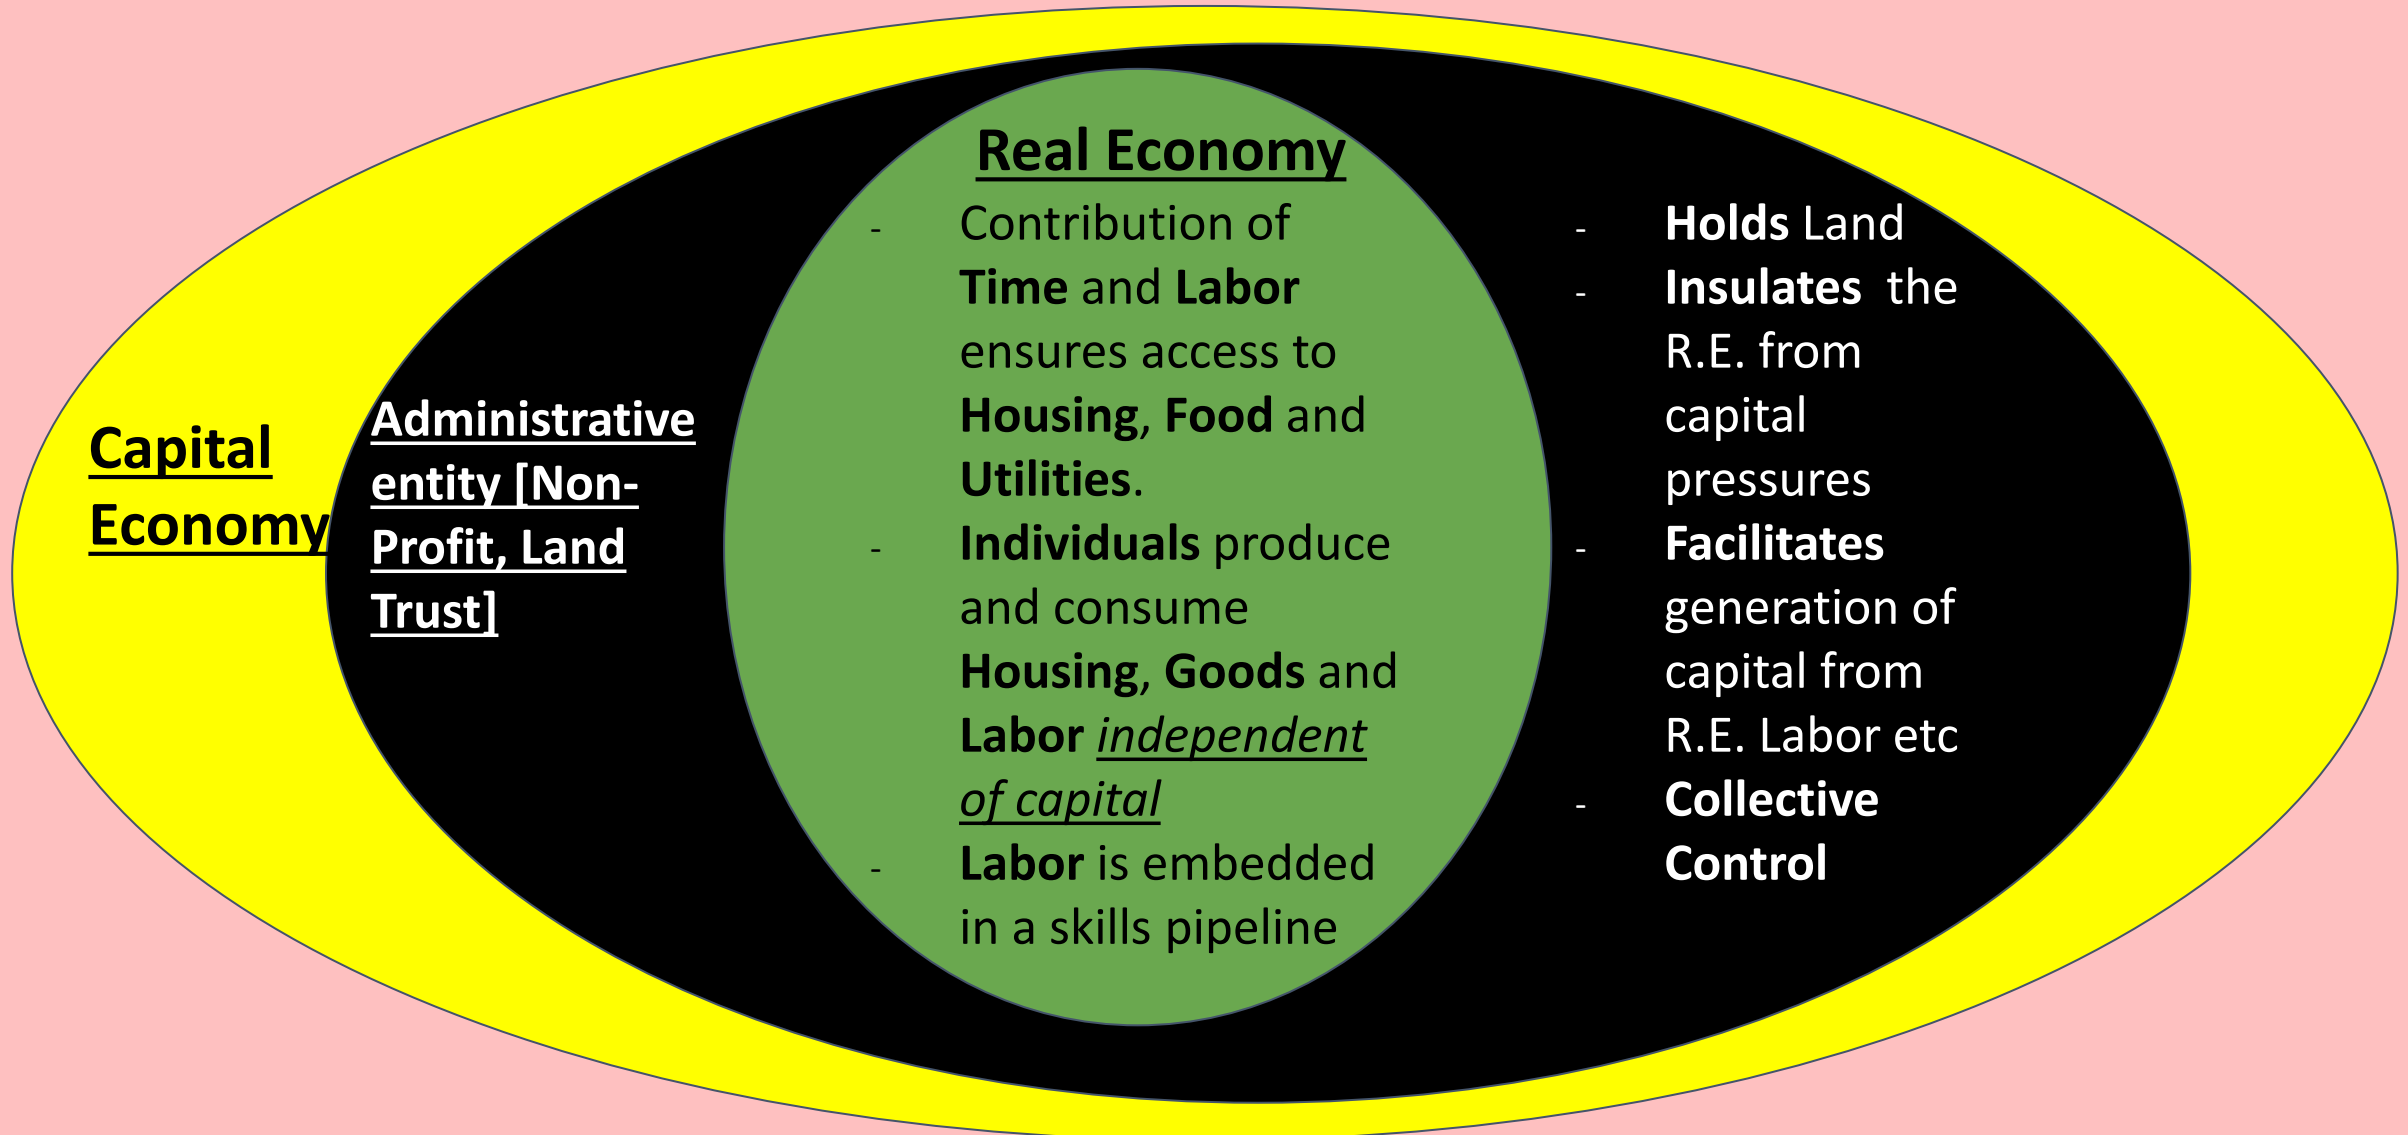 Capital
Economy
Administrative
entity [Non-
Profit, Land
Trust]
Real Economy
- Contribution of
Time and Labor
ensures access to
Housing, Food and
Utilities.
- Individuals produce
and consume
Housing, Goods and
Labor independent
of capital
- Labor is embedded
in a skills pipeline
- Holds Land
- Insulates the
R.E. from
capital
pressures
- Facilitates
generation of
capital from
R.E. Labor etc
- Collective
Control